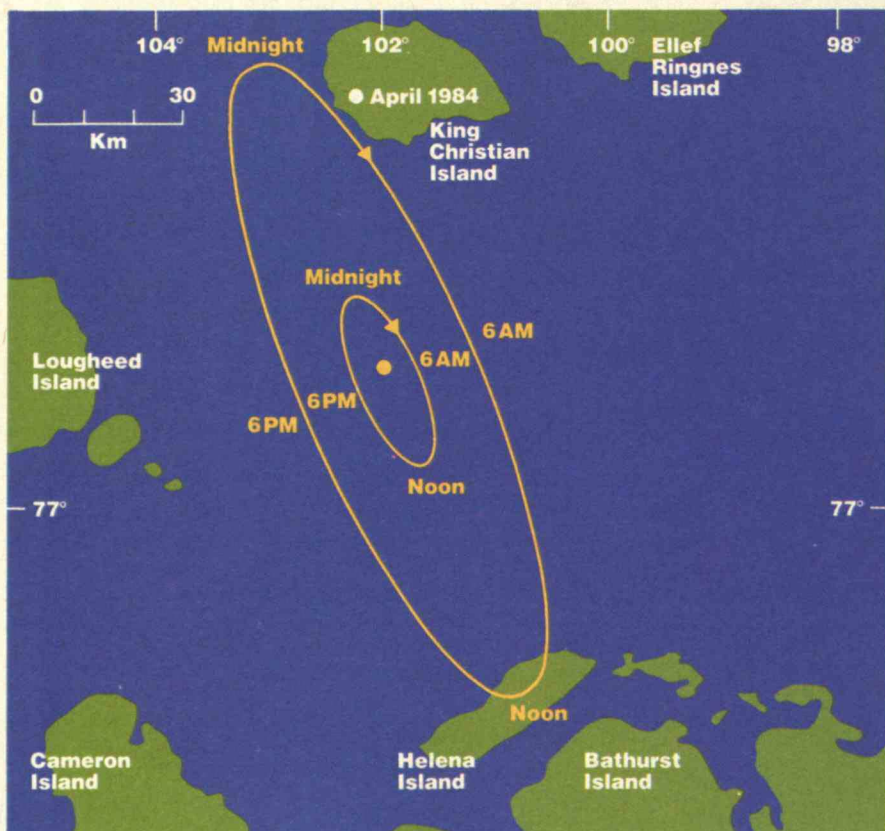 104°
102°
100°
98°
Midnight
Ellef
Ringnes
Island
0
30
Km
April 1984
King
Christian
Island
Midnight
6 AM
6 AM
Lougheed
Island
6 PM
6 PM
Noon
77°
77°
Noon
Cameron
Island
Helena
Island
Bathurst
Island